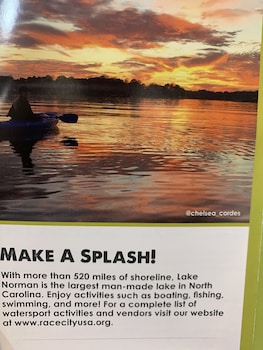 @chelsea_cordes
MAKE A SPLASH!
With more than 520 miles of shoreline, Lake
Norman is the largest man-made lake in North
Carolina. Enjoy activities such as boating, fishing,
swimming, and more! For a complete list of
watersport activities and vendors visit our website
at www.racecityusa.org.